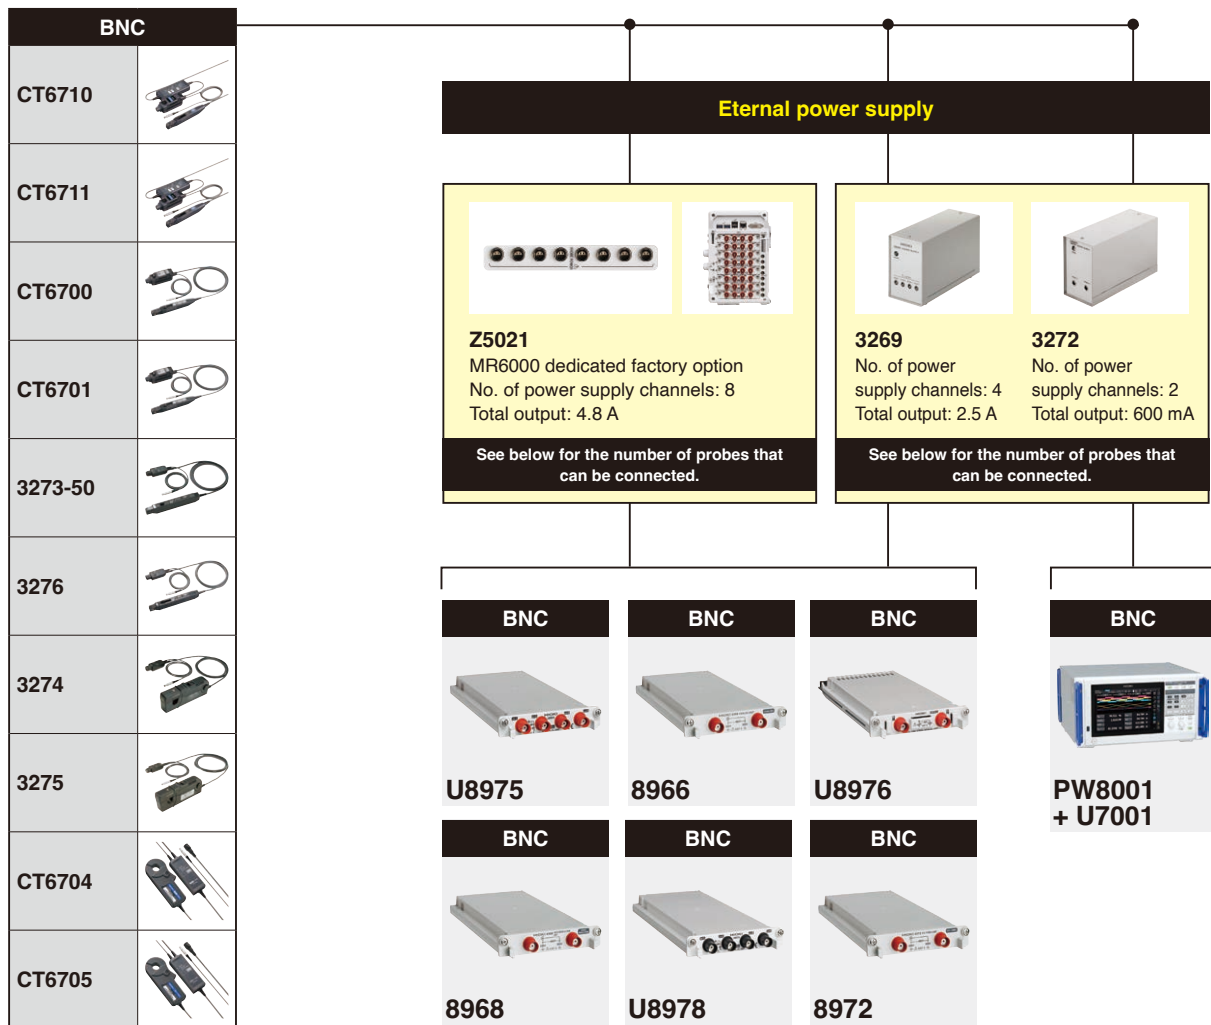 BNC
CT6710
CT6711
CT6700
CT6701
3273-50
3276
3274
3275
CT6704
CT6705
Eternal power supply
Z5021
MR6000 dedicated factory option
No. of power supply channels: 8
Total output: 4.8 A
See below for the number of probes that
can be connected.
3269
No. of power
supply channels: 4
Total output: 2.5 A
3272
No. of power
supply channels: 2
Total output: 600 mA
See below for the number of probes that
can be connected.
BNC
U8975
BNC
8966
BNC
U8976
BNC
PW8001
+ U7001
BNC
8968
BNC
U8978
BNC
8972